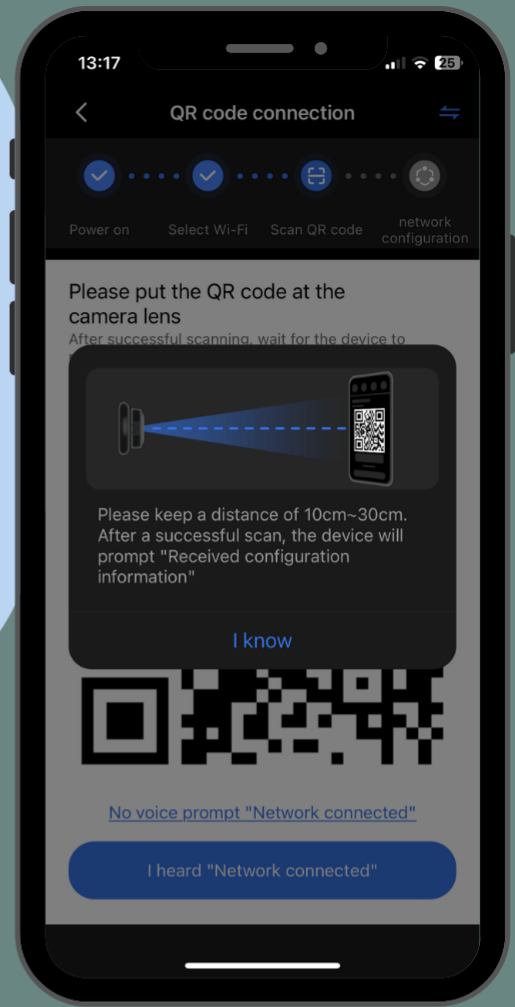 13:17
25
QR code connection
Power on
Select Wi-Fi
Scan QR code
network
configuration
Please put the QR code at the
camera lens
After successful scanning, wait for the device to
Please keep a distance of 10cm~30cm.
After a successful scan, the device will
prompt "Received configuration
information"
I know
No voice prompt "Network connected"
I heard "Network connected"